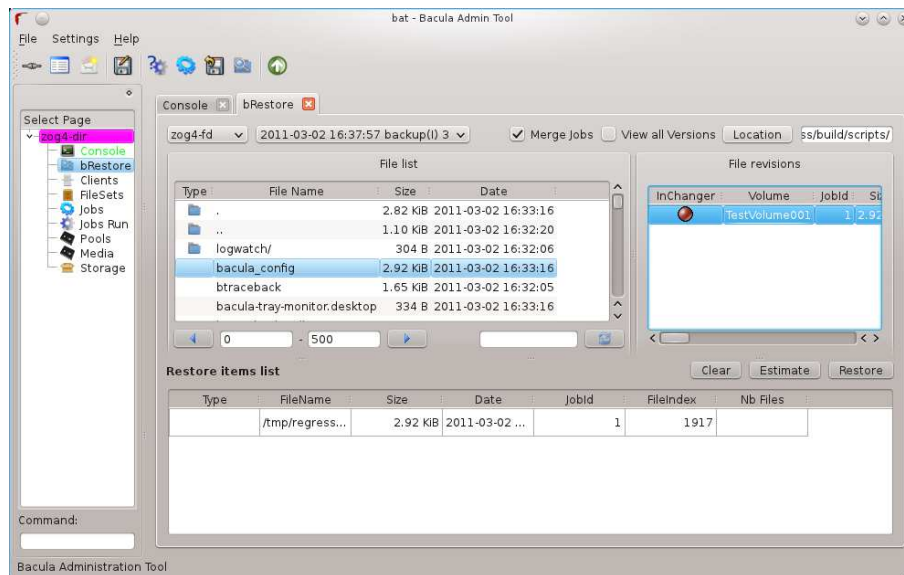 bat - Bacula Admin Tool
File Settings Help
Select Page
zog4-dir
Console
bRestore
Clients
FileSets
Jobs
Jobs Run
Pools
Media
Storage
Command:
Console bRestore
zog4-fd 2011-03-02 16:37:57 backup(I) 3 Merge Jobs View all Versions Location ss/build/scripts/
File list
Type File Name Size Date
. 2.82 KiB 2011-03-02 16:33:16
.. 1.10 KiB 2011-03-02 16:32:20
logwatch/ 304 B 2011-03-02 16:32:06
bacula_config 2.92 KiB 2011-03-02 16:33:16
btraceback 1.65 KiB 2011-03-02 16:32:05
bacula-tray-monitor.desktop 334 B 2011-03-02 16:33:16
0 - 500
File revisions
InChanger Volume JobId
TestVolume001 1 2.92
Restore items list Clear Estimate Restore
Type FileName Size Date JobId FileIndex Nb Files
/tmp/regress... 2.92 KiB 2011-03-02 ... 1 1917
Bacula Administration Tool